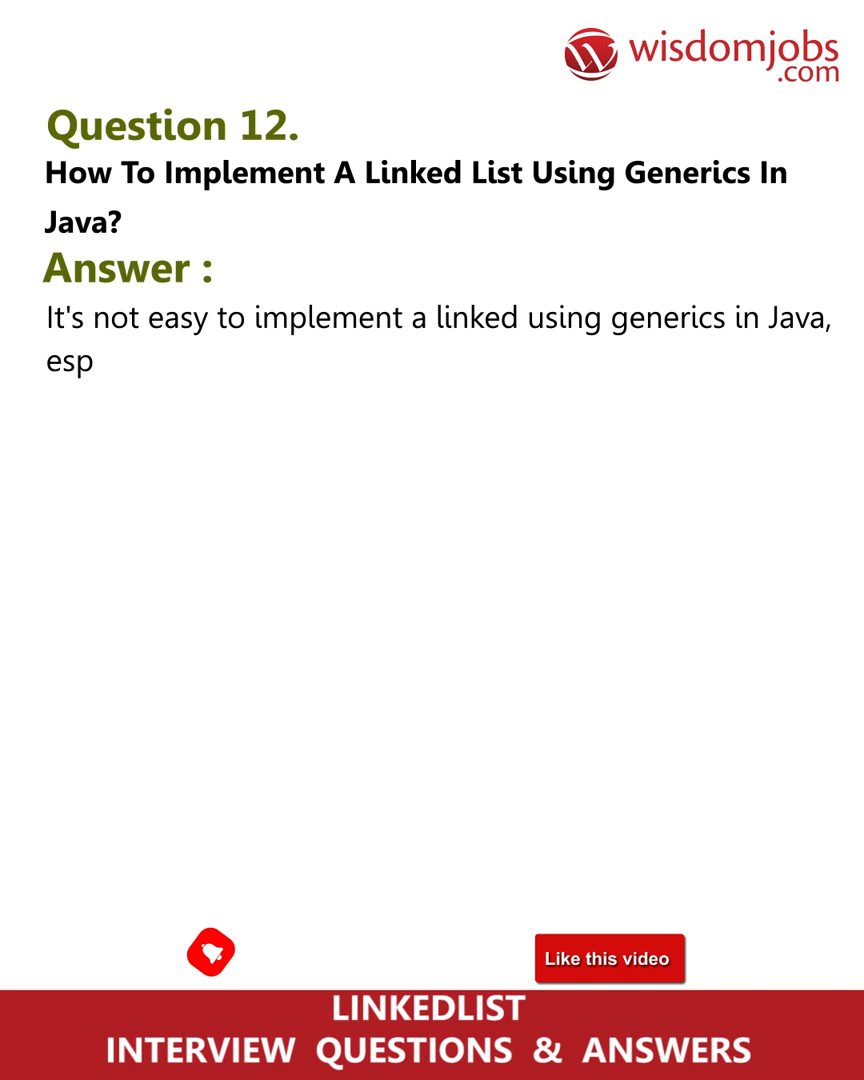 wisdomjobs
.com
Question 12.
How To Implement A Linked List Using Generics In
Java?
Answer :
It's not easy to implement a linked using generics in Java,
esp
Like this video
LINKEDLIST
INTERVIEW QUESTIONS & ANSWERS